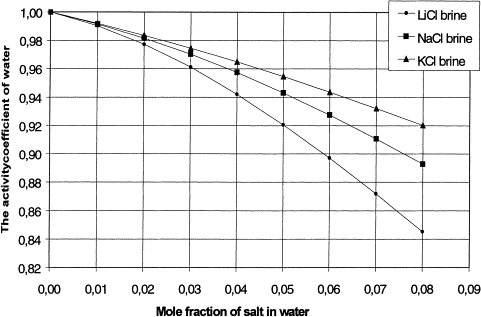 1,00
0,98
0,96
0,94
0,92
0,90
0,88
0,86
0,84
0,82
The activitycoefficient of water
LiCl brine
NaCl brine
KCl brine
0,00 0,01 0,02 0,03 0,04 0,05 0,06 0,07 0,08 0,09
Mole fraction of salt in water